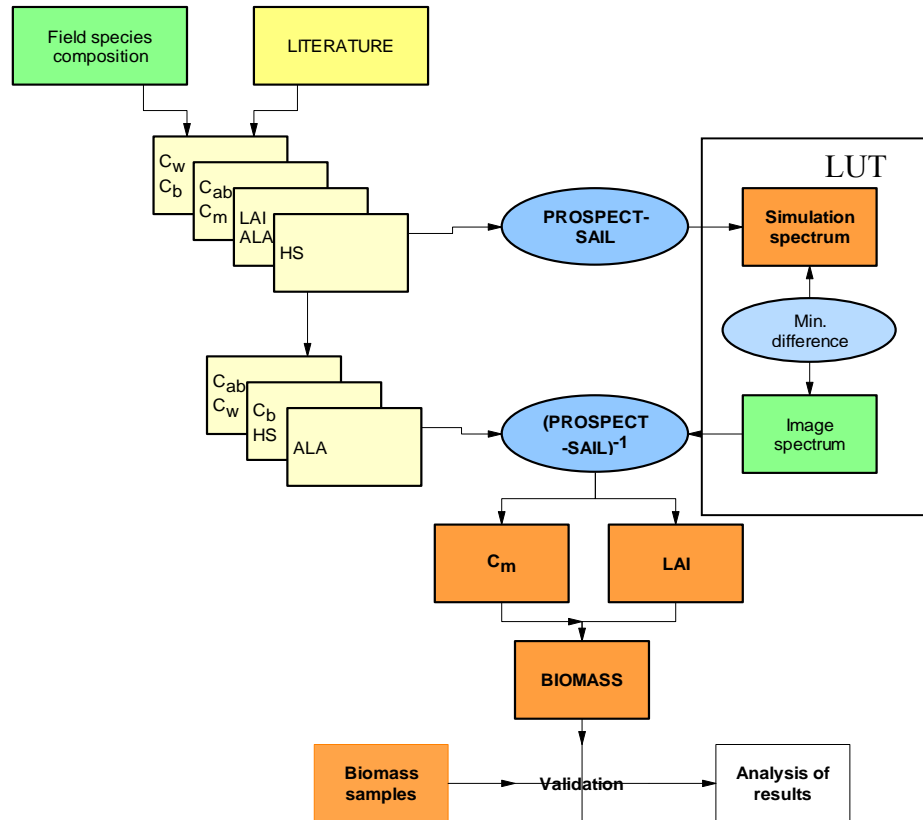 Field species
composition
LITERATURE
Cw
Cb
Cab
Cm
LAI
ALA
HS
PROSPECT-
SAIL
LUT
Simulation
spectrum
Min.
difference
Image
spectrum
Cab
Cw
Cb
HS
ALA
(PROSPECT
-SAIL)-1
Cm
LAI
BIOMASS
Biomass
samples
Validation
Analysis of
results